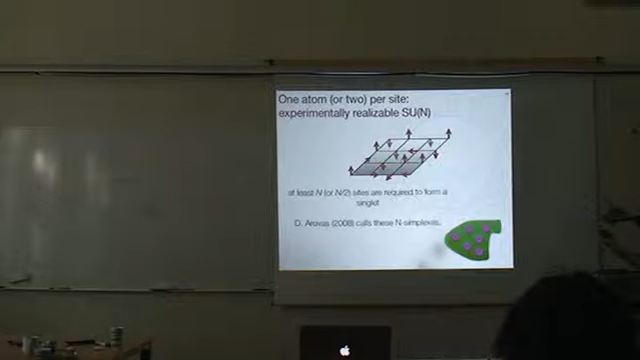 One atom (or two) per site:
experimentally realizable SU(N)
at least N (or N/2) sites are required to form a
singlet
D. Arovas (2008) calls these N-simplexes.